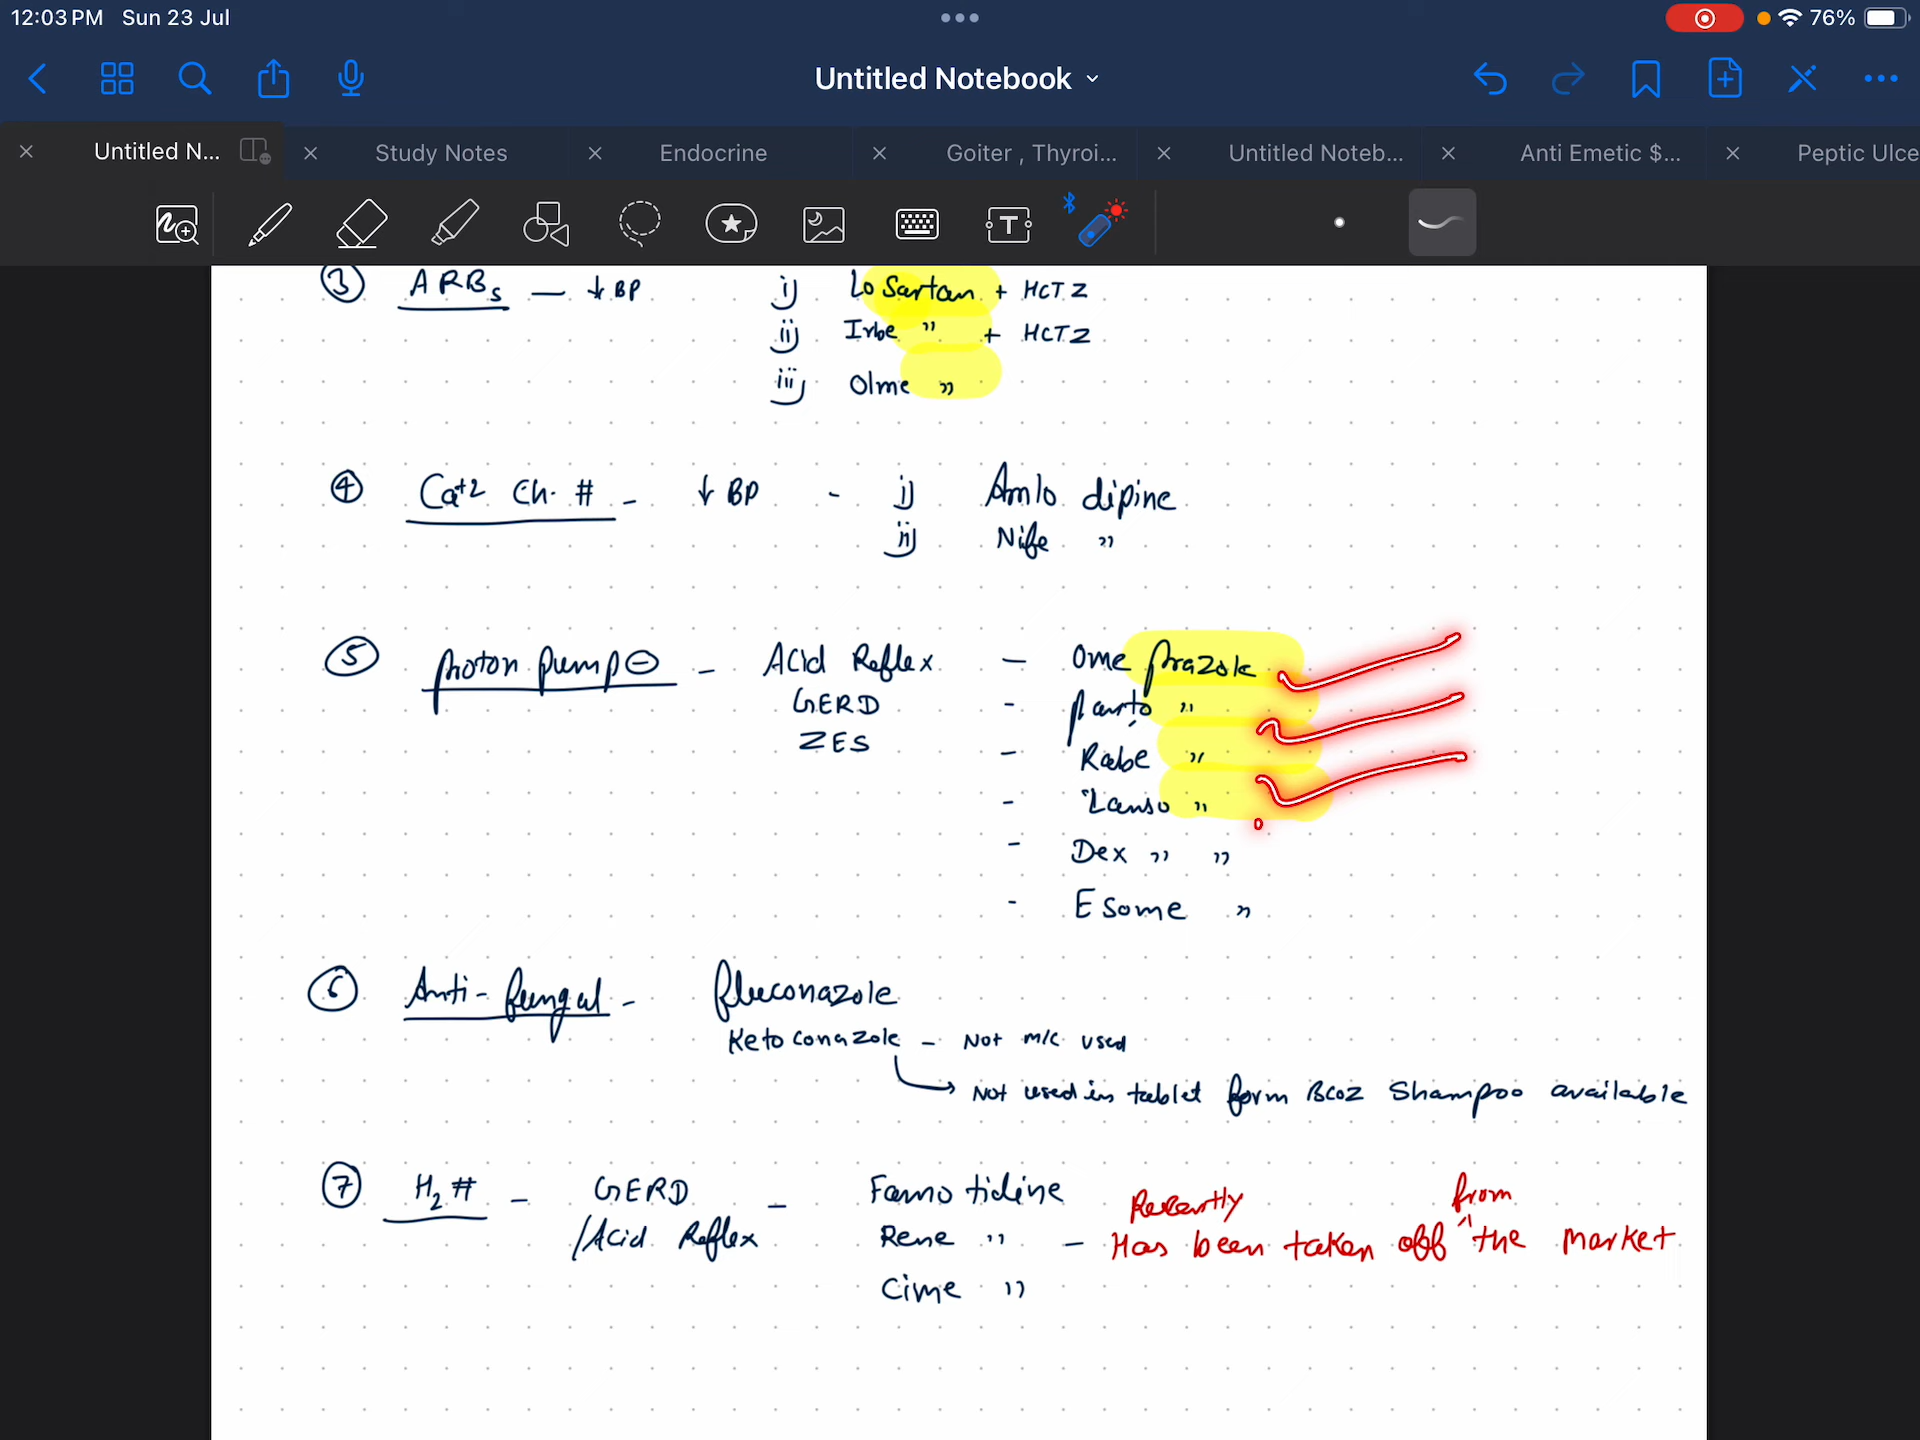 12:03 PM Sun 23 Jul
76%
Untitled Notebook
Untitled N...
Study Notes
Endocrine
Goiter , Thyroi...
Untitled Noteb...
Anti Emetic $...
Peptic Ulce
③ ARBs — ↓ BP i) Lo Sartan + HCTZ
ii) Irbe " + HCTZ
iii) Olme "
④ Ca+2 Ch. # - ↓ BP - i) Amlo dipine
ii) Nife "
⑤ Proton Pump ⊖ - Acid Reflex - Ome prazole
GERD - Panto "
ZES - Rabe "
- Lanso "
- Dex " "
- Esome "
⑥ Anti-fungal - Fluconazole
Keto conazole - Not m/c used
Not used in tablet form Bcoz Shampoo available
⑦ H2 # - GERD - Famo tidine Recently from
/Acid Reflex Rene " - Has been taken off ^ the market
Cime "